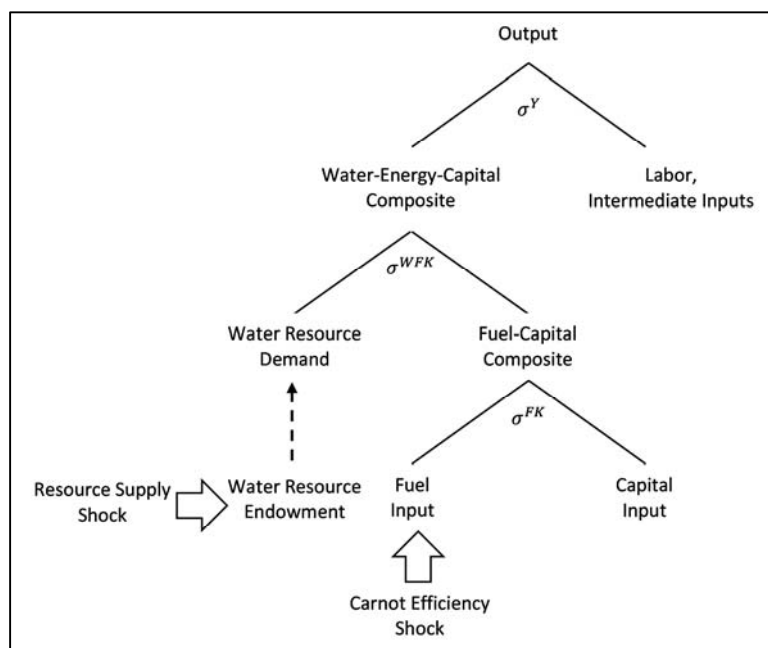 Output
σ^Y
Water-Energy-Capital
Composite
Labor,
Intermediate Inputs
σ^WFK
Water Resource
Demand
Fuel-Capital
Composite
σ^FK
Resource Supply
Shock
Water Resource
Endowment
Fuel
Input
Capital
Input
Carnot Efficiency
Shock